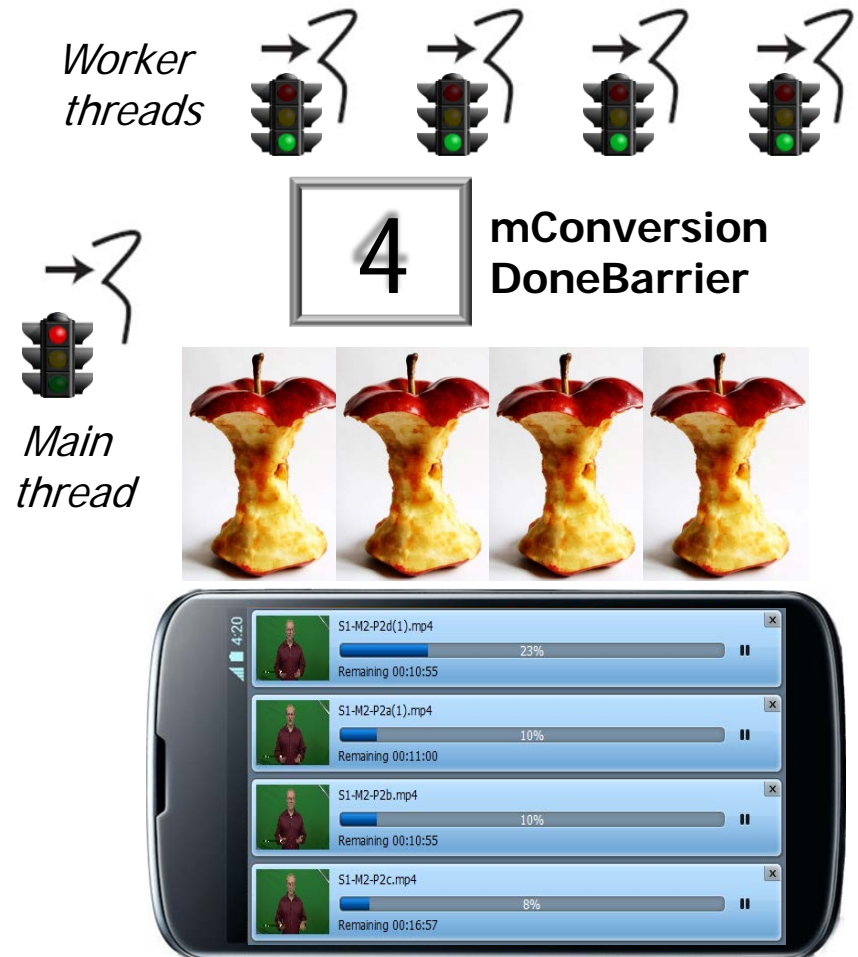 Worker
threads
4
mConversion
DoneBarrier
Main
thread
4:20
S1-M2-P2d(1).mp4
x
23%
Remaining 00:10:55
S1-M2-P2a(1).mp4
x
10%
Remaining 00:11:00
S1-M2-P2b.mp4
x
10%
Remaining 00:10:55
S1-M2-P2c.mp4
x
8%
Remaining 00:16:57